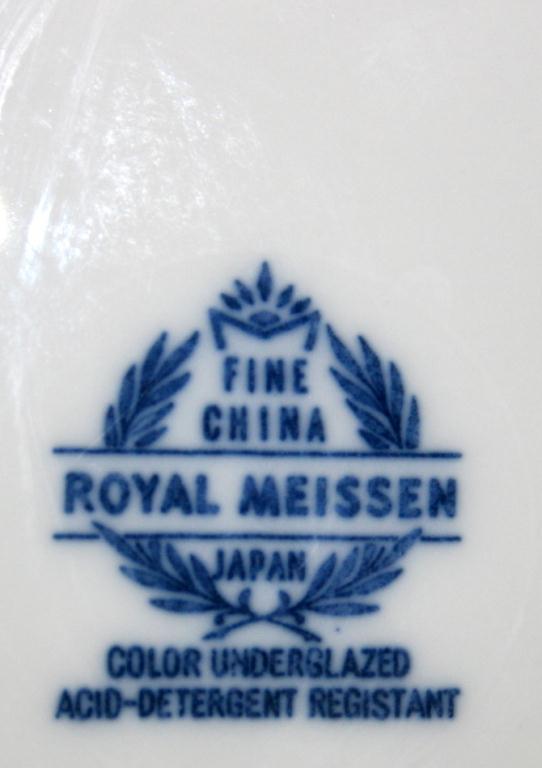 FINE
CHINA
ROYAL MEISSEN
JAPAN
COLOR UNDERGLAZED
ACID-DETERGENT REGISTANT